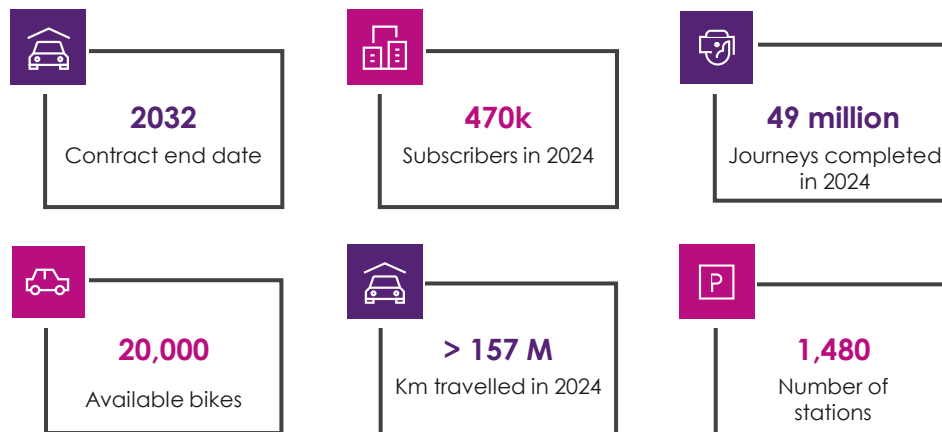 2032
Contract end date
470k
Subscribers in 2024
49 million
Journeys completed
in 2024
20,000
Available bikes
> 157 M
Km travelled in 2024
P
1,480
Number of
stations